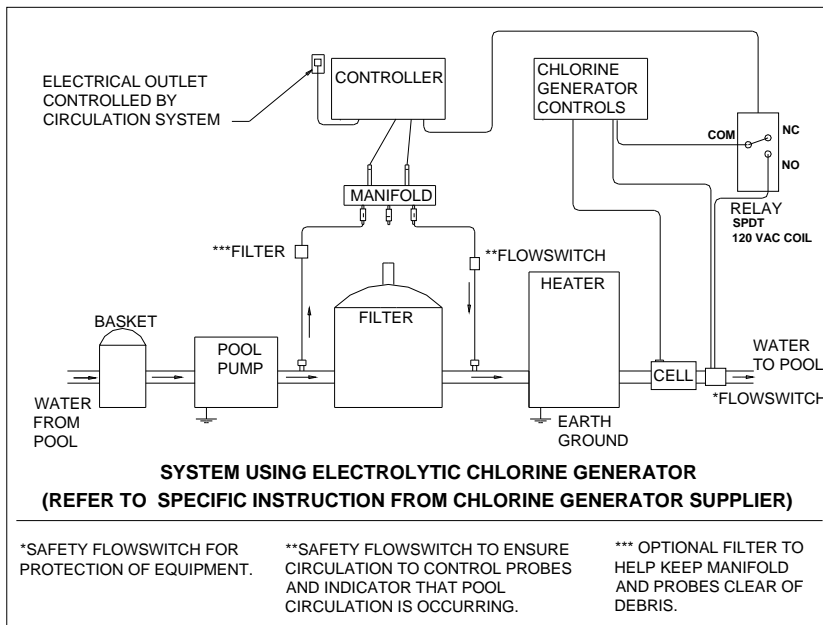 ELECTRICAL OUTLET
CONTROLLED BY
CIRCULATION SYSTEM
CONTROLLER
CHLORINE
GENERATOR
CONTROLS
COM
NC
NO
RELAY
SPDT
120 VAC COIL
MANIFOLD
***FILTER
**FLOWSWITCH
BASKET
POOL
PUMP
FILTER
HEATER
CELL
WATER
TO POOL
*FLOWSWITCH
WATER
FROM
POOL
EARTH
GROUND
SYSTEM USING ELECTROLYTIC CHLORINE GENERATOR
(REFER TO SPECIFIC INSTRUCTION FROM CHLORINE GENERATOR SUPPLIER)
*SAFETY FLOWSWITCH FOR
PROTECTION OF EQUIPMENT.
**SAFETY FLOWSWITCH TO ENSURE
CIRCULATION TO CONTROL PROBES
AND INDICATOR THAT POOL
CIRCULATION IS OCCURRING.
*** OPTIONAL FILTER TO
HELP KEEP MANIFOLD
AND PROBES CLEAR OF
DEBRIS.